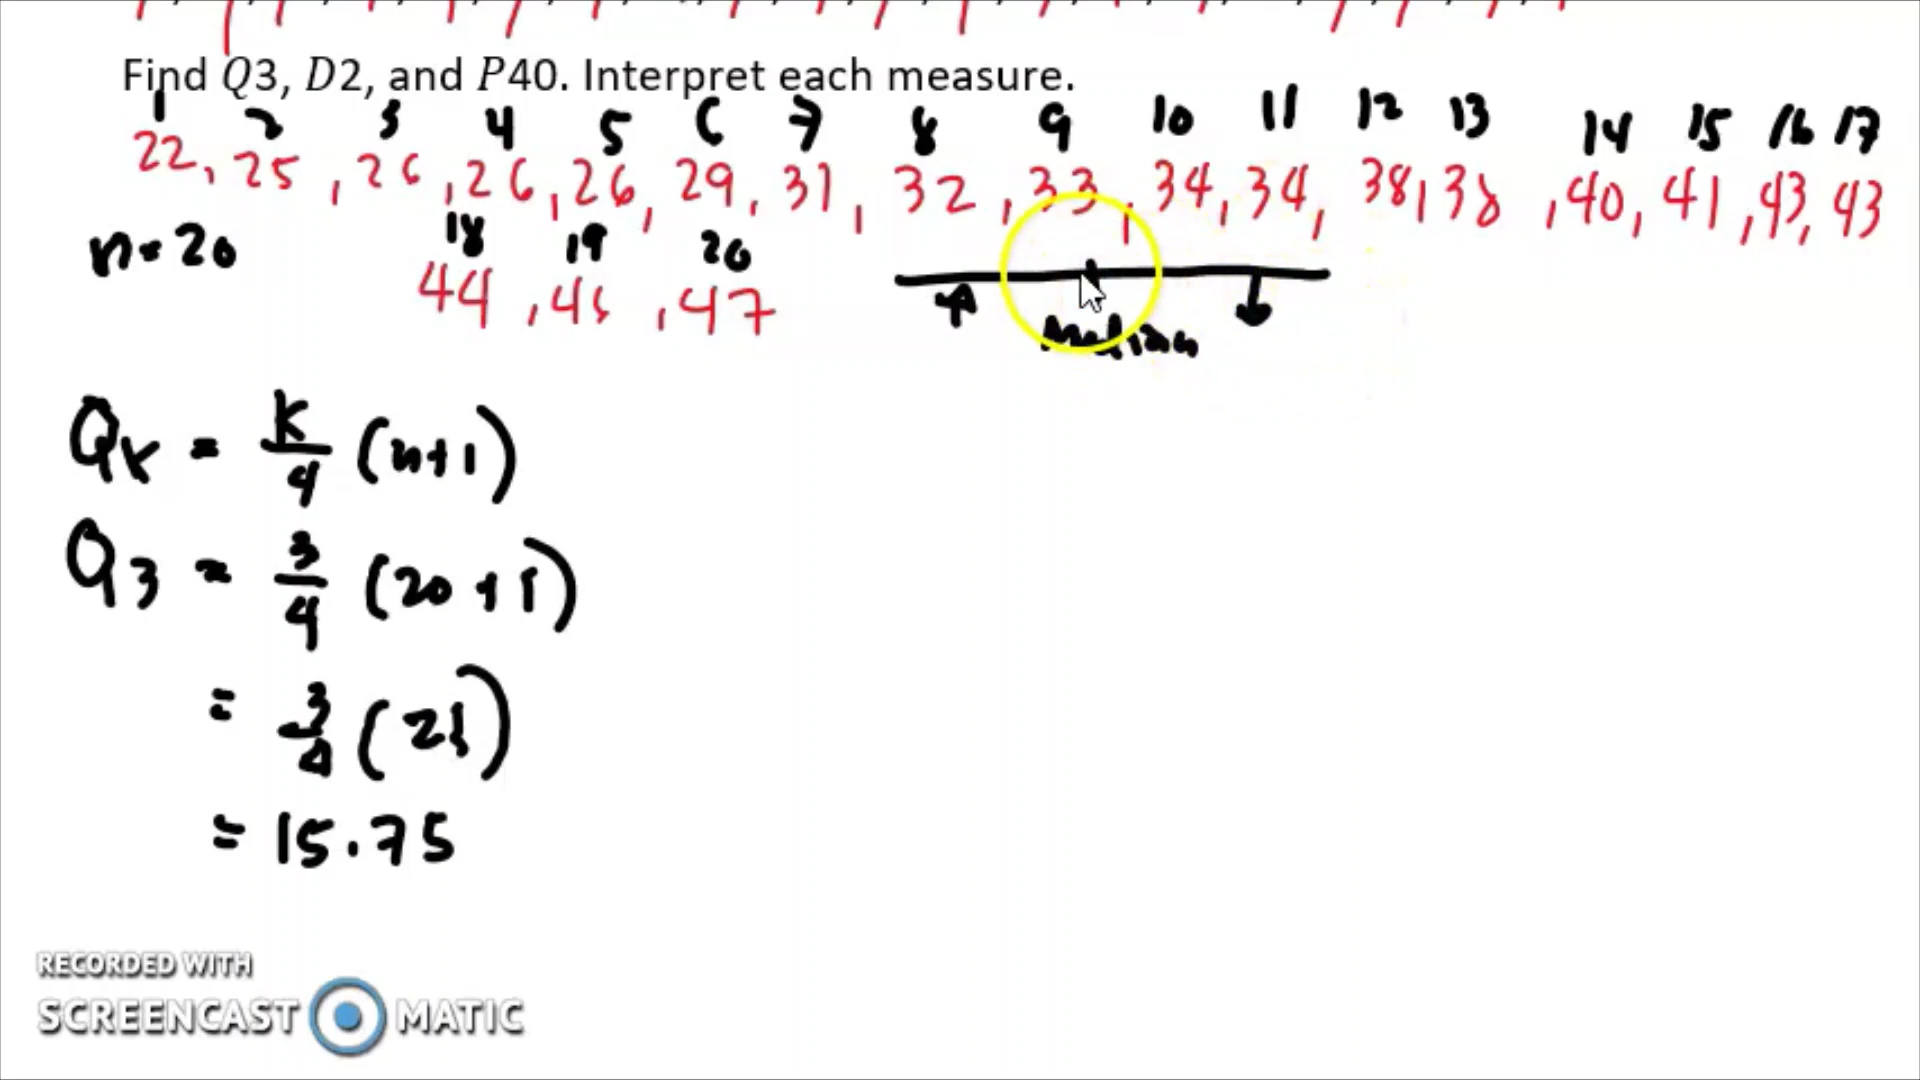 Find Q3, D2, and P40. Interpret each measure.
1 2 3 4 5 6 7 8 9 10 11 12 13 14 15 16 17
22, 25, 26, 26, 26, 29, 31, 32, 33, 34, 34, 38, 38, 40, 41, 43, 43
n = 20
18 19 20
44, 45, 47
median
Qk = k/4 (n+1)
Q3 = 3/4 (20+1)
= 3/4 (21)
= 15.75
RECORDED WITH
SCREENCAST MATIC